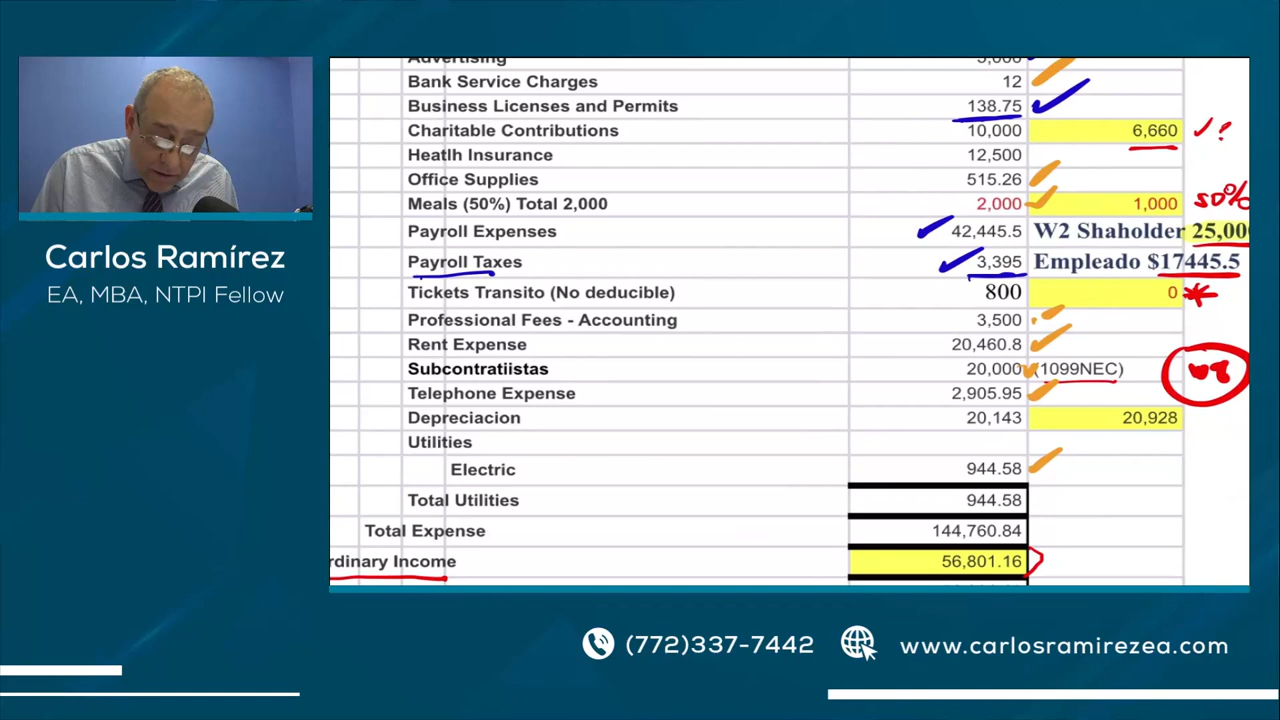 Advertising 5,000
Bank Service Charges 12
Business Licenses and Permits 138.75
Charitable Contributions 10,000 6,660 ✓ ?
Heatlh Insurance 12,500
Office Supplies 515.26
Meals (50%) Total 2,000 2,000 1,000 50%
Payroll Expenses 42,445.5 W2 Shaholder 25,00
Payroll Taxes 3,395 Empleado $17445.5
Tickets Transito (No deducible) 800 0 *
Professional Fees - Accounting 3,500
Rent Expense 20,460.8
Subcontratiistas 20,000 (1099NEC)
Telephone Expense 2,905.95
Depreciacion 20,143 20,928
Utilities
Electric 944.58
Total Utilities 944.58
Total Expense 144,760.84
rdinary Income 56,801.16
Carlos Ramírez
EA, MBA, NTPI Fellow
(772)337-7442 www.carlosramirezea.com